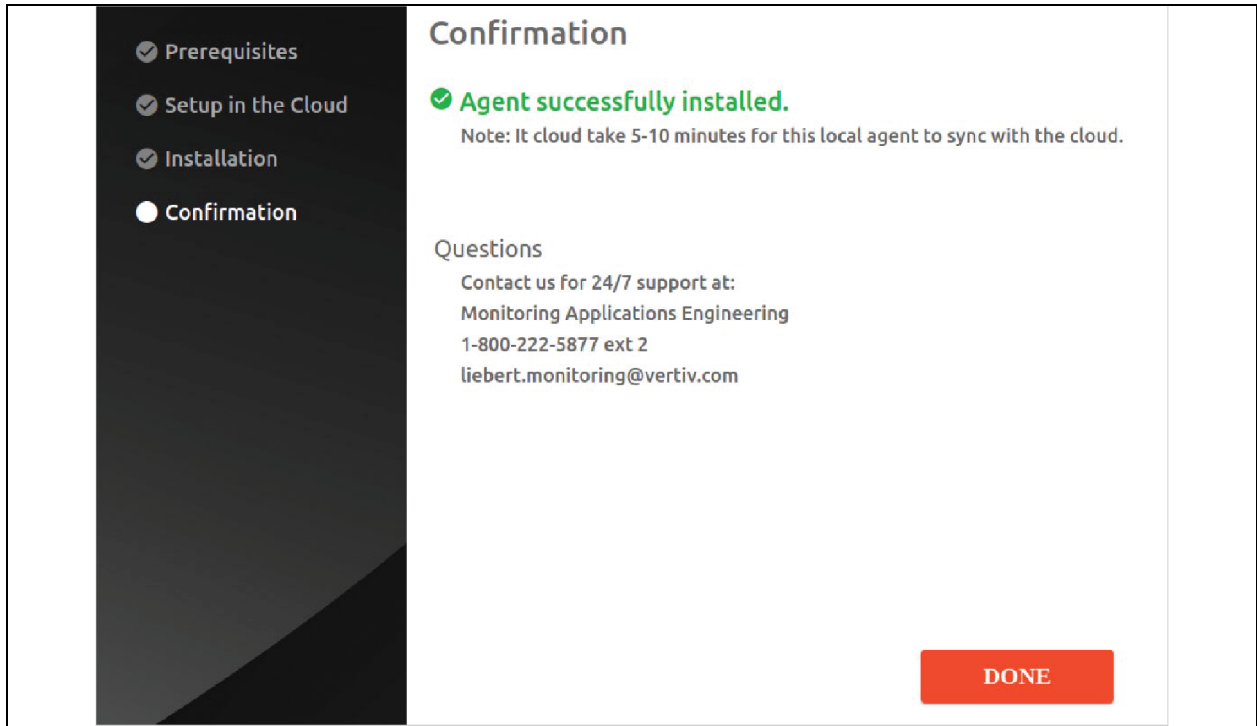 Prerequisites
Setup in the Cloud
Installation
Confirmation
Confirmation
Agent successfully installed.
Note: It cloud take 5-10 minutes for this local agent to sync with the cloud.
Questions
Contact us for 24/7 support at:
Monitoring Applications Engineering
1-800-222-5877 ext 2
liebert.monitoring@vertiv.com
DONE